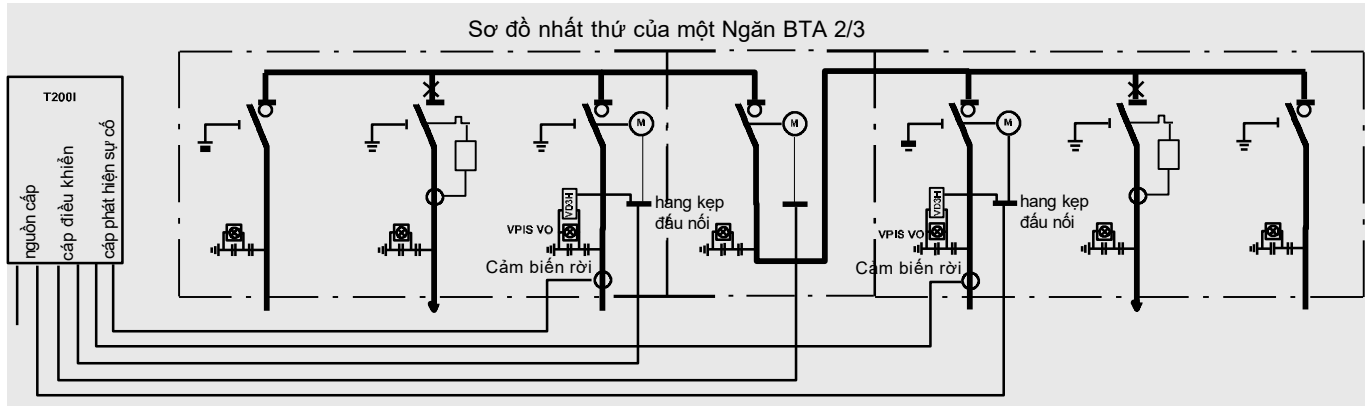 Sơ đồ nhất thứ của một Ngăn BTA 2/3
T200I
nguồn cấp
cáp điều khiển
cáp phát hiện sự cố
M
M
M
VD3H
hang kẹp
đấu nối
VPIS VO
Cảm biến rời
VD3H
hang kẹp
đấu nối
VPIS VO
Cảm biến rời